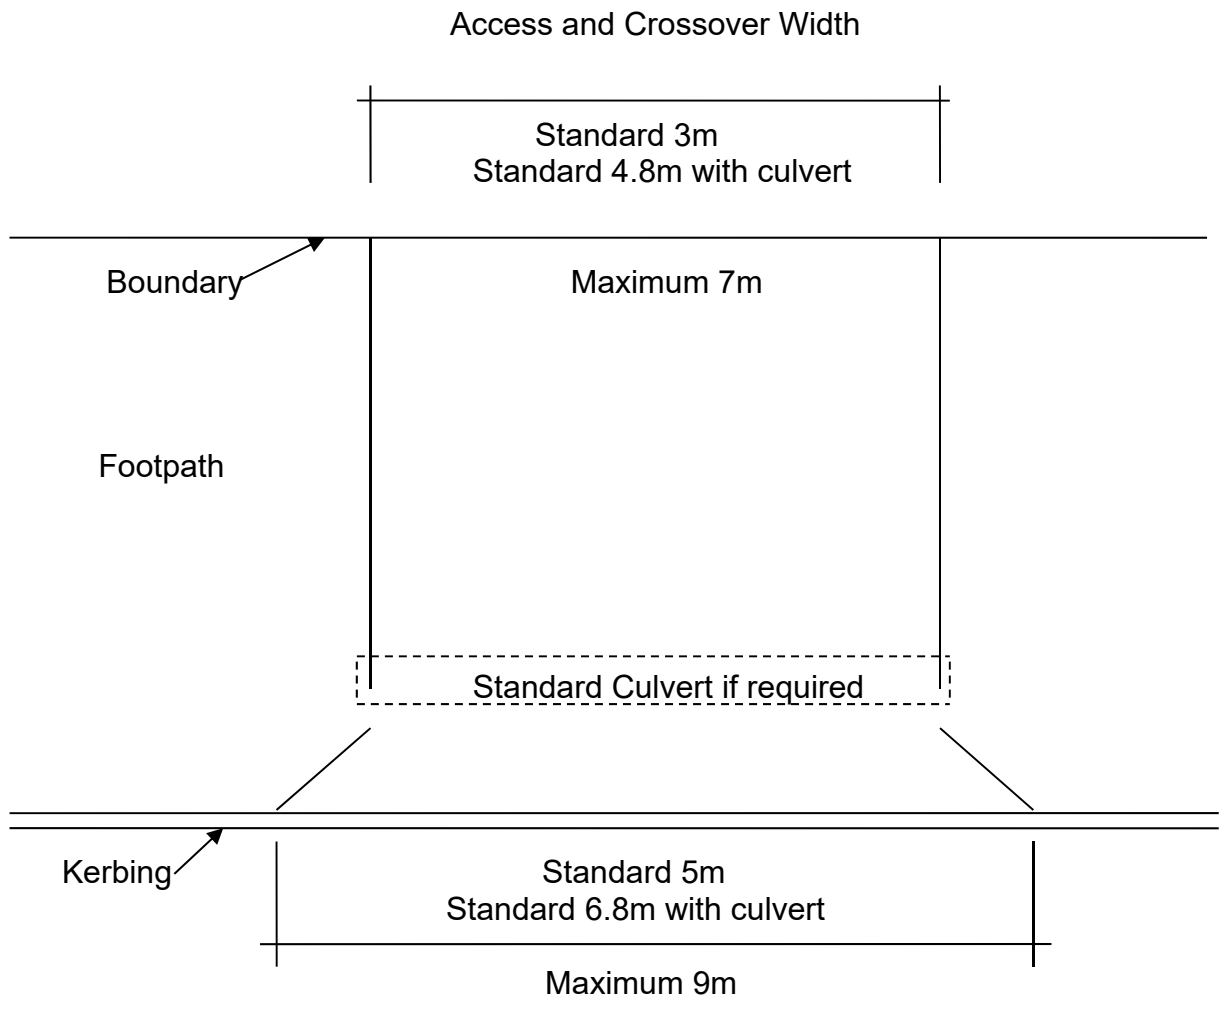 Access and Crossover Width
Standard 3m
Standard 4.8m with culvert
Boundary
Maximum 7m
Footpath
Standard Culvert if required
Kerbing
Standard 5m
Standard 6.8m with culvert
Maximum 9m